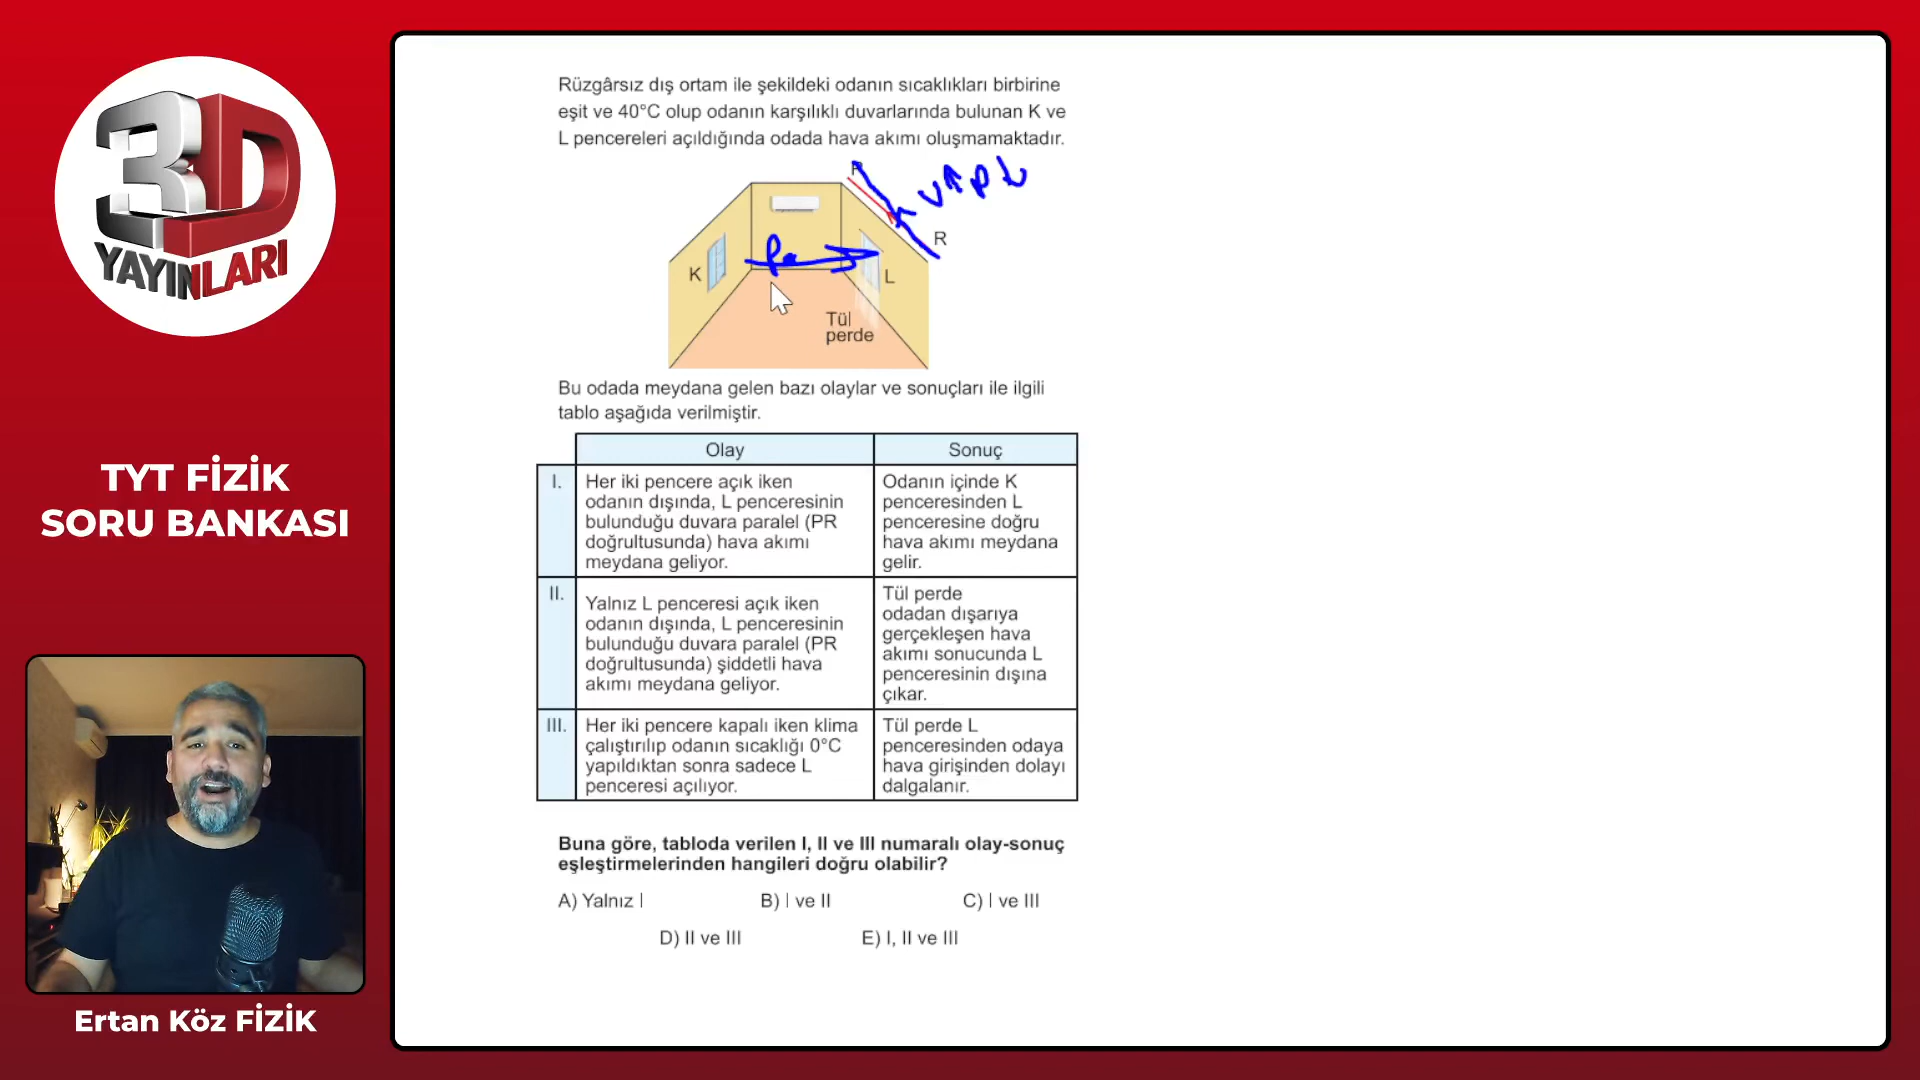 3D
YAYINLARI
TYT FİZİK
SORU BANKASI
Ertan Köz FİZİK
Rüzgârsız dış ortam ile şekildeki odanın sıcaklıkları birbirine
eşit ve 40°C olup odanın karşılıklı duvarlarında bulunan K ve
L pencereleri açıldığında odada hava akımı oluşmamaktadır.
P
V↑ P↓
R
K
Po
L
Tül
perde
Bu odada meydana gelen bazı olaylar ve sonuçları ile ilgili
tablo aşağıda verilmiştir.
Olay
Sonuç
I.
Her iki pencere açık iken
odanın dışında, L penceresinin
bulunduğu duvara paralel (PR
doğrultusunda) hava akımı
meydana geliyor.
Odanın içinde K
penceresinden L
penceresine doğru
hava akımı meydana
gelir.
II.
Yalnız L penceresi açık iken
odanın dışında, L penceresinin
bulunduğu duvara paralel (PR
doğrultusunda) şiddetli hava
akımı meydana geliyor.
Tül perde
odadan dışarıya
gerçekleşen hava
akımı sonucunda L
penceresinin dışına
çıkar.
III.
Her iki pencere kapalı iken klima
çalıştırılıp odanın sıcaklığı 0°C
yapıldıktan sonra sadece L
penceresi açılıyor.
Tül perde L
penceresinden odaya
hava girişinden dolayı
dalgalanır.
Buna göre, tabloda verilen I, II ve III numaralı olay-sonuç
eşleştirmelerinden hangileri doğru olabilir?
A) Yalnız I
B) I ve II
C) I ve III
D) II ve III
E) I, II ve III